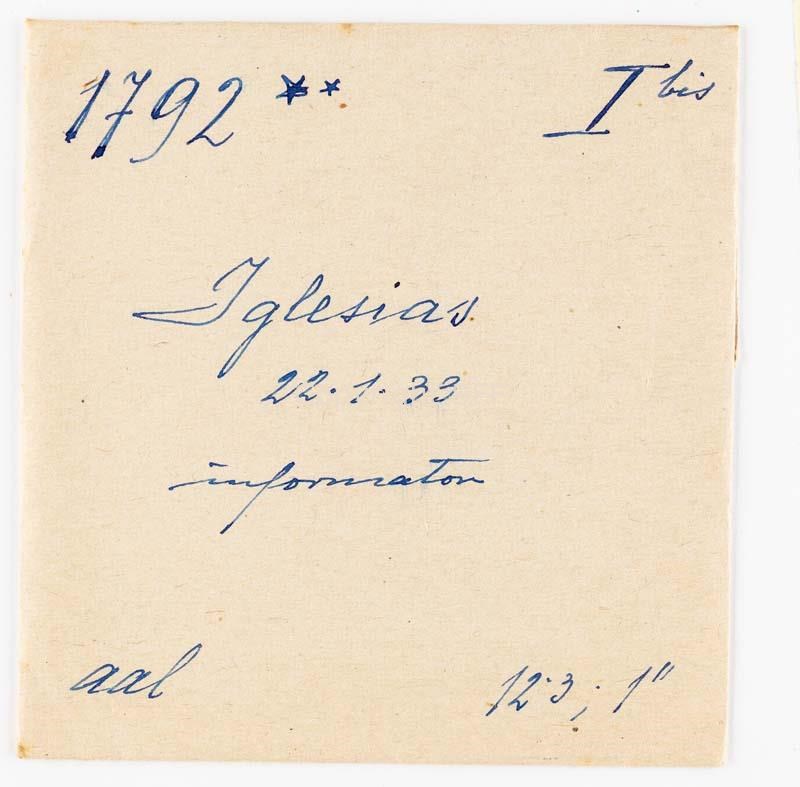 1792 ** I bis
Iglesias
22.1.33
informator
aal
12.3; 1"